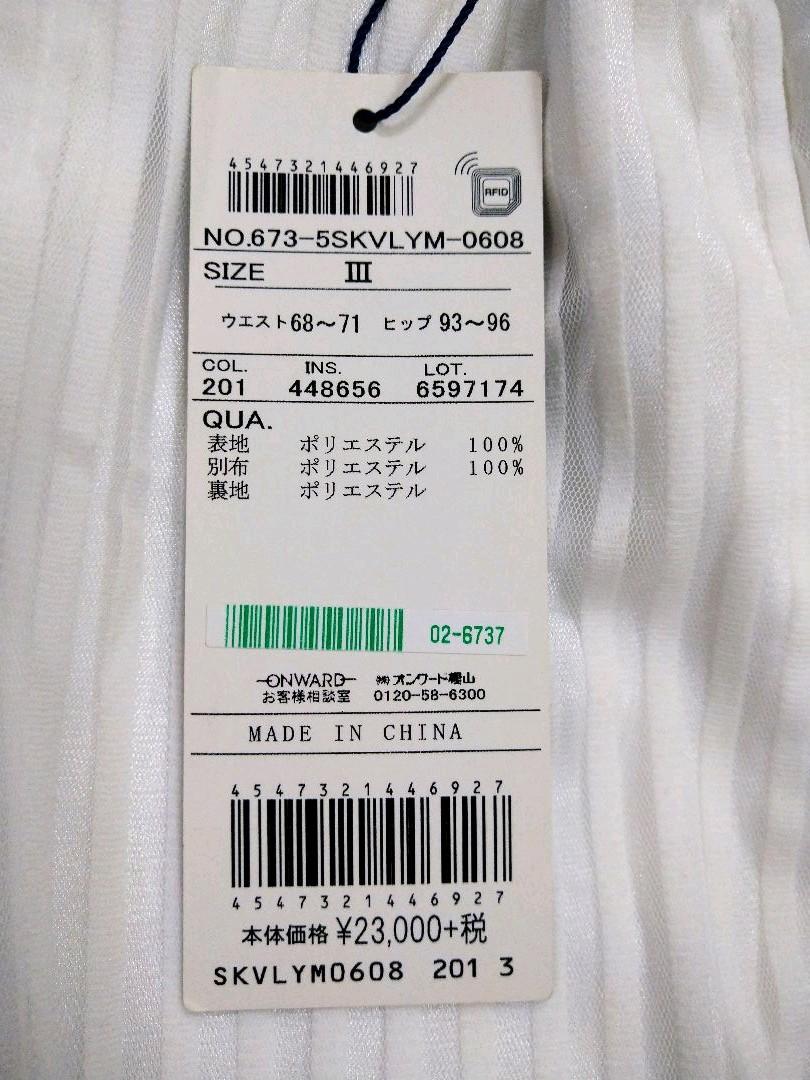 4547321446927
RFID
NO.673-5SKVLYM-0608
SIZE III
ウエスト68～71 ヒップ93～96
COL. INS. LOT.
201 448656 6597174
QUA.
表地 ポリエステル 100%
別布 ポリエステル 100%
裏地 ポリエステル
02-6737
ONWARD ㈱オンワード樫山
お客様相談室 0120-58-6300
MADE IN CHINA
4547321446927
4547321446927
本体価格 ¥23,000+税
SKVLYM0608 201 3